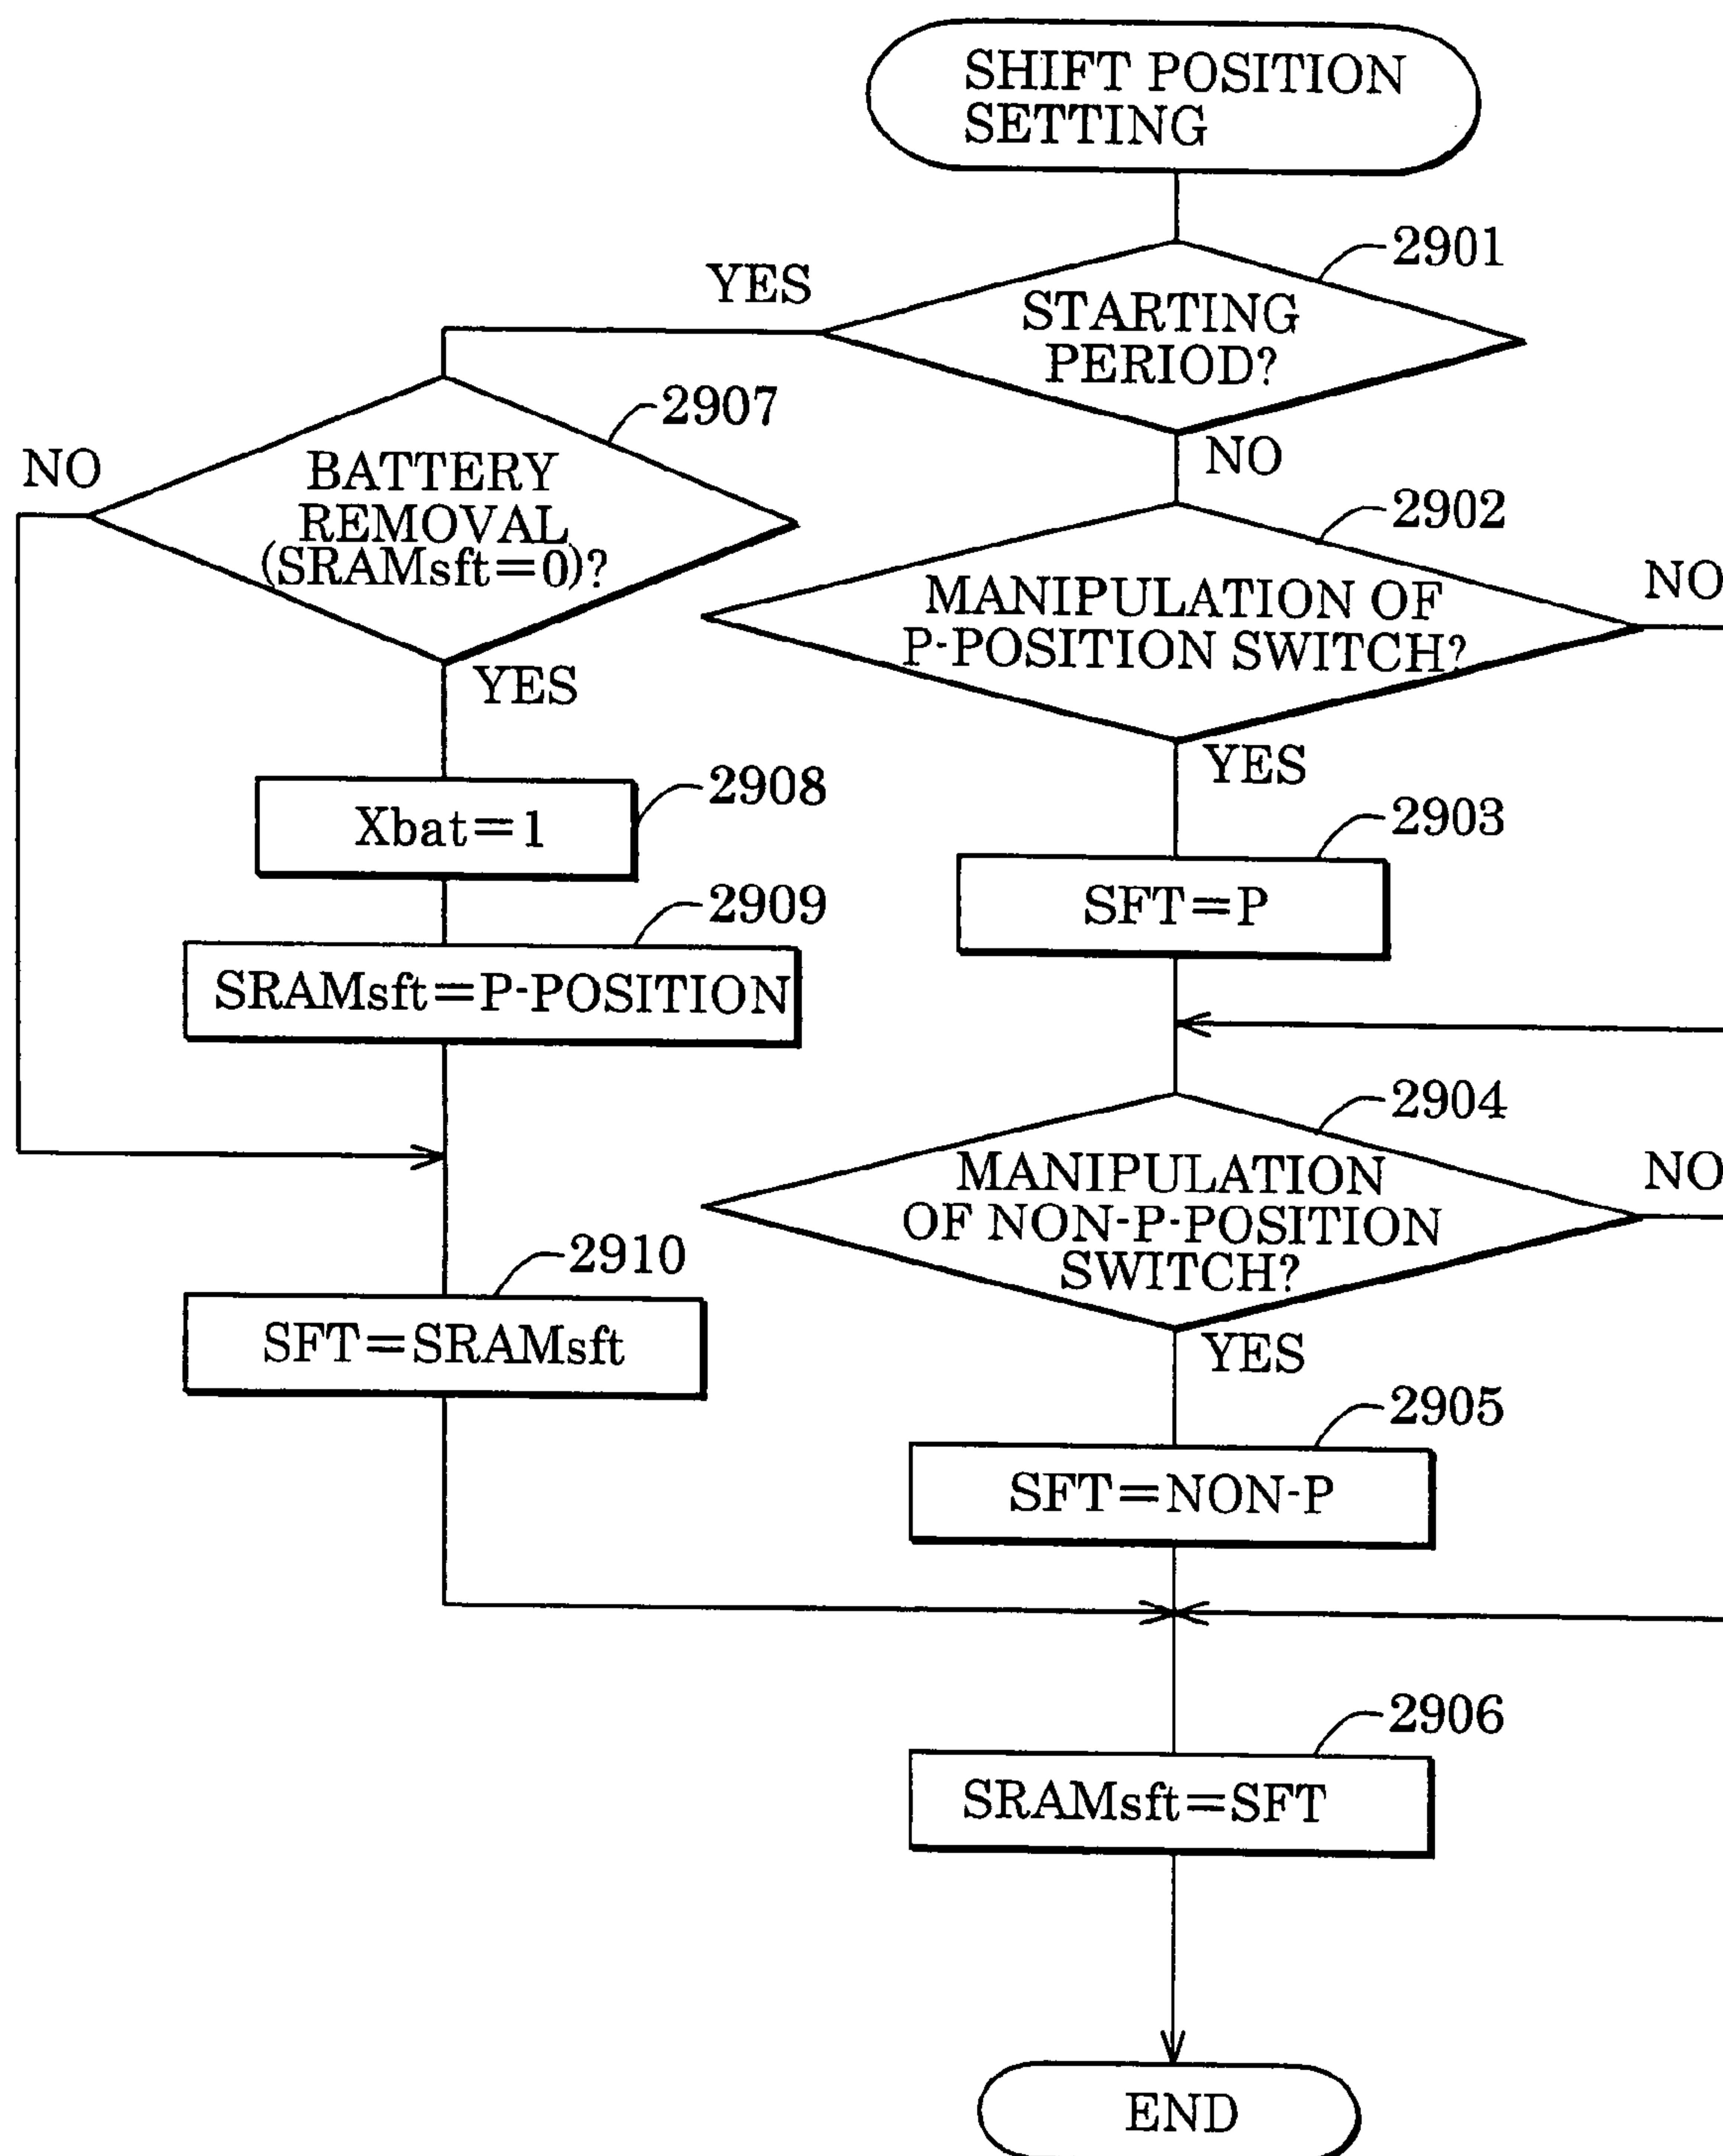 SHIFT POSITION
SETTING
2901
YES
STARTING
PERIOD?
NO
2907
NO
BATTERY
REMOVAL
(SRAMsft=0)?
YES
2902
NO
MANIPULATION OF
P-POSITION SWITCH?
YES
2908
Xbat=1
2903
SFT=P
2909
SRAMsft=P-POSITION
2904
NO
MANIPULATION
OF NON-P-POSITION
SWITCH?
YES
2910
SFT=SRAMsft
2905
SFT=NON-P
2906
SRAMsft=SFT
END